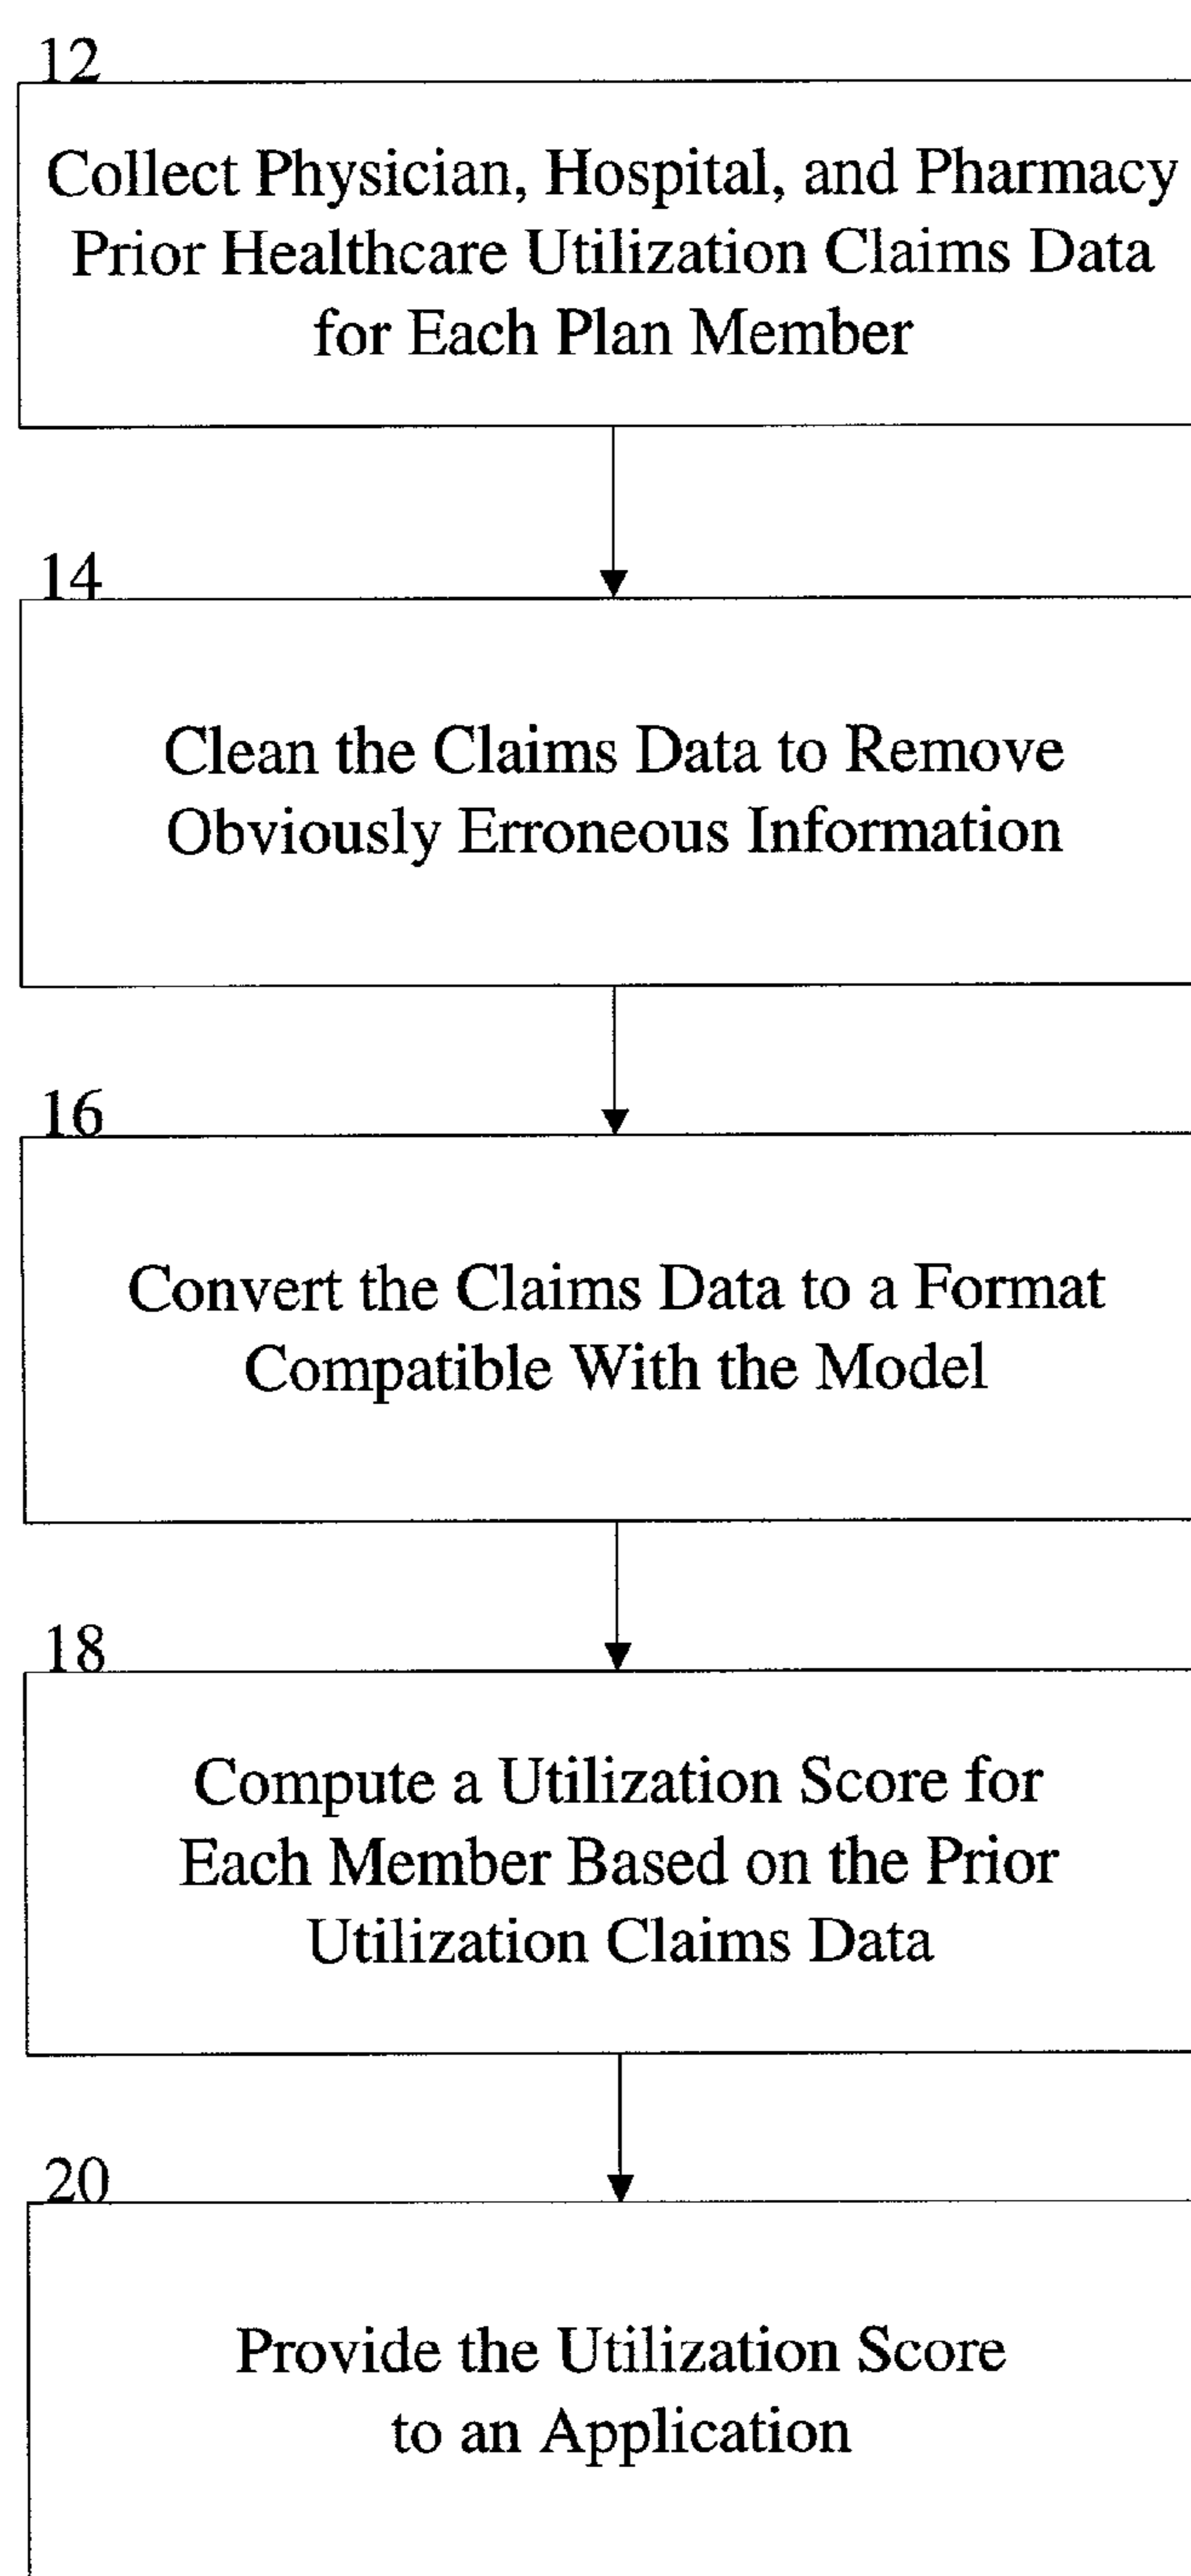 12
Collect Physician, Hospital, and Pharmacy
Prior Healthcare Utilization Claims Data
for Each Plan Member
14
Clean the Claims Data to Remove
Obviously Erroneous Information
16
Convert the Claims Data to a Format
Compatible With the Model
18
Compute a Utilization Score for
Each Member Based on the Prior
Utilization Claims Data
20
Provide the Utilization Score
to an Application